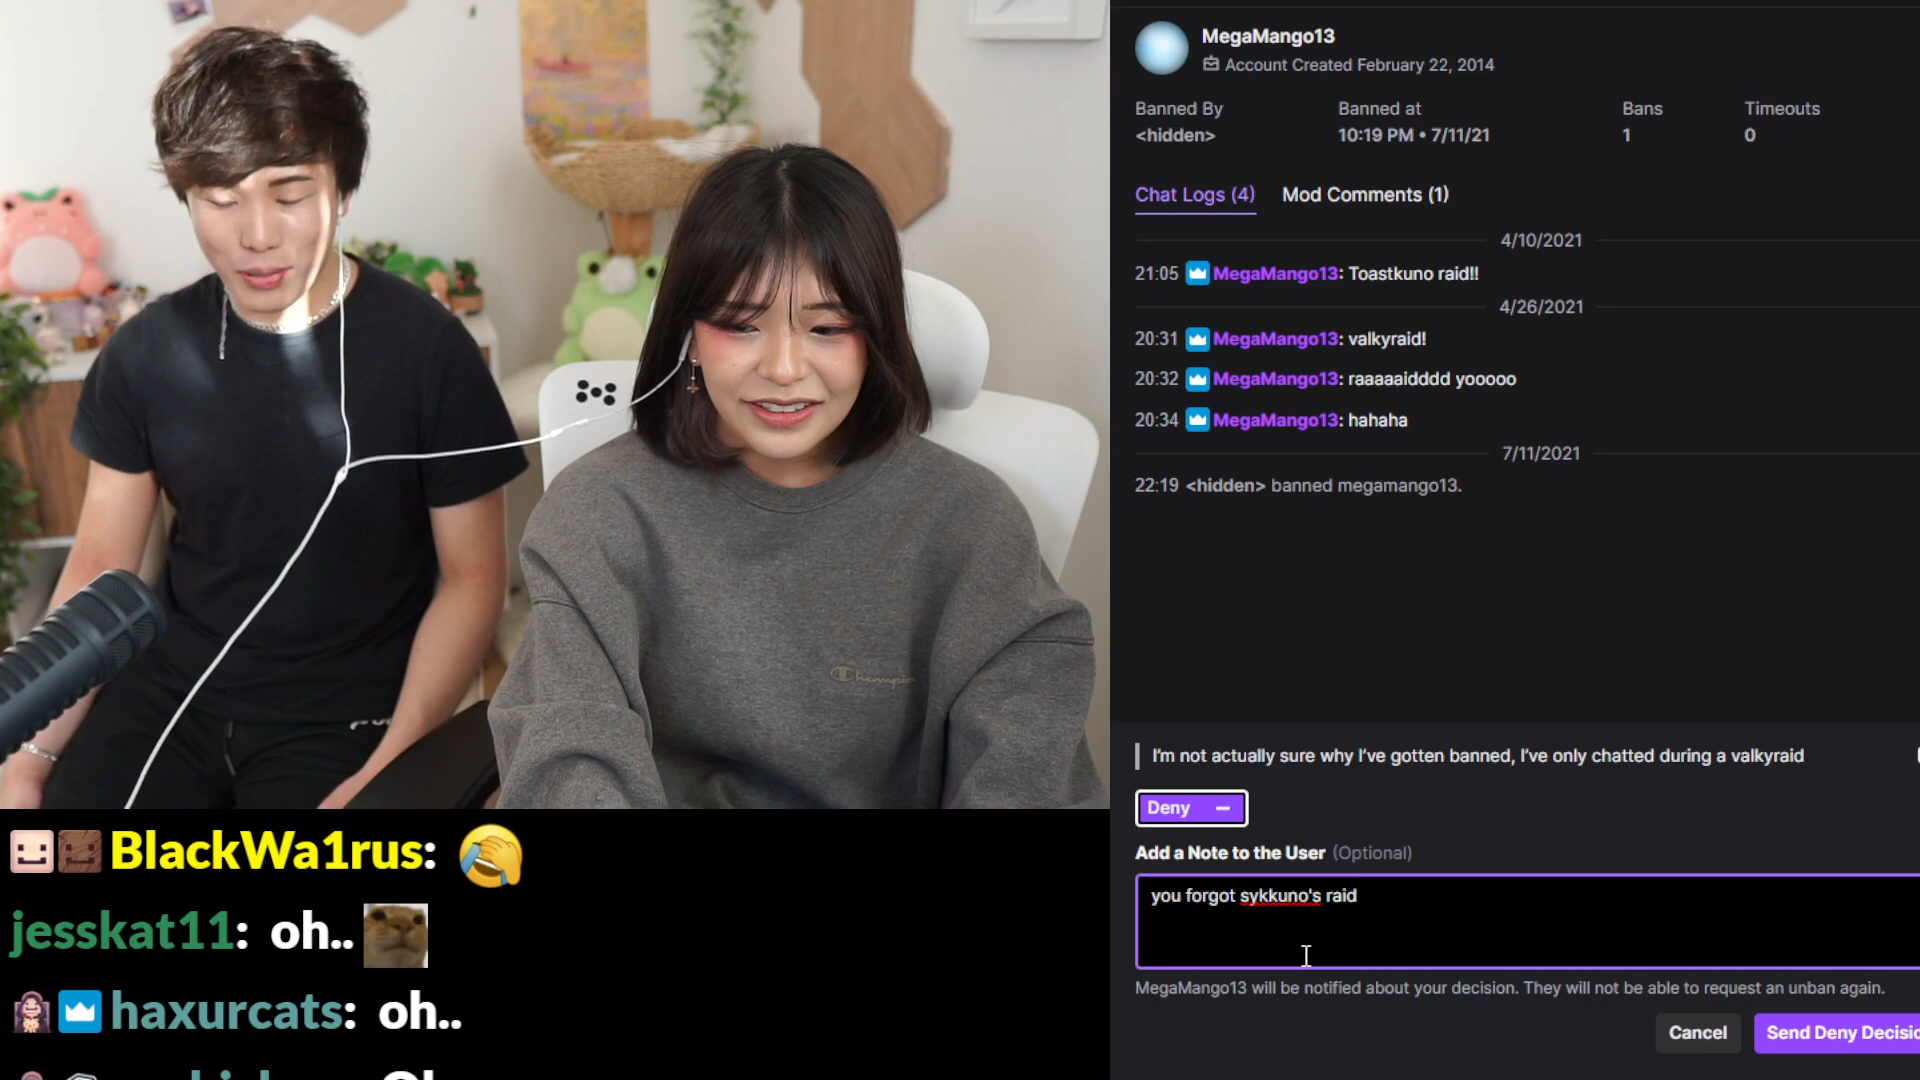 MegaMango13
Account Created February 22, 2014
Banned By
Banned at
Bans
Timeouts
<hidden>
10:19 PM • 7/11/21
1
0
Chat Logs (4)
Mod Comments (1)
4/10/2021
21:05 MegaMango13: Toastkuno raid!!
4/26/2021
20:31 MegaMango13: valkyraid!
20:32 MegaMango13: raaaaaidddd yooooo
20:34 MegaMango13: hahaha
7/11/2021
22:19 <hidden> banned megamango13.
I'm not actually sure why I've gotten banned, I've only chatted during a valkyraid
Deny
Add a Note to the User (Optional)
you forgot sykkuno's raid
MegaMango13 will be notified about your decision. They will not be able to request an unban again.
Cancel
Send Deny Decisio
Champion
BlackWa1rus:
jesskat11: oh..
haxurcats: oh..